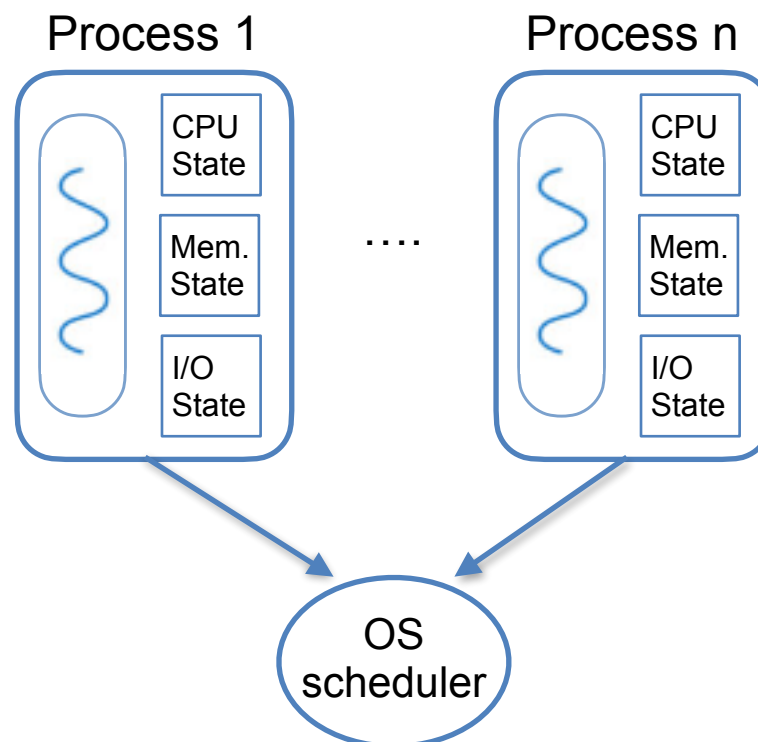 Process 1
CPU
State
Mem.
State
I/O
State
....
Process n
CPU
State
Mem.
State
I/O
State
OS
scheduler